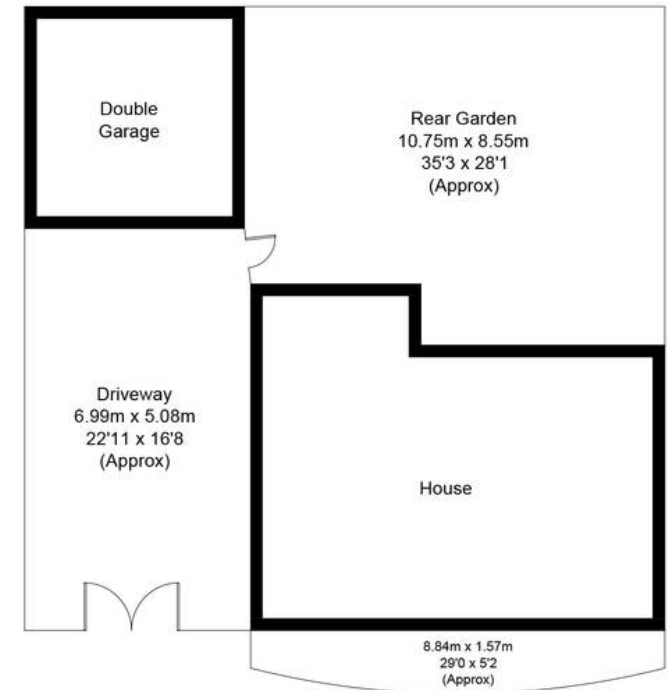 Double
Garage
Rear Garden
10.75m x 8.55m
35'3 x 28'1
(Approx)
Driveway
6.99m x 5.08m
22'11 x 16'8
(Approx)
House
8.84m x 1.57m
29'0 x 5'2
(Approx)